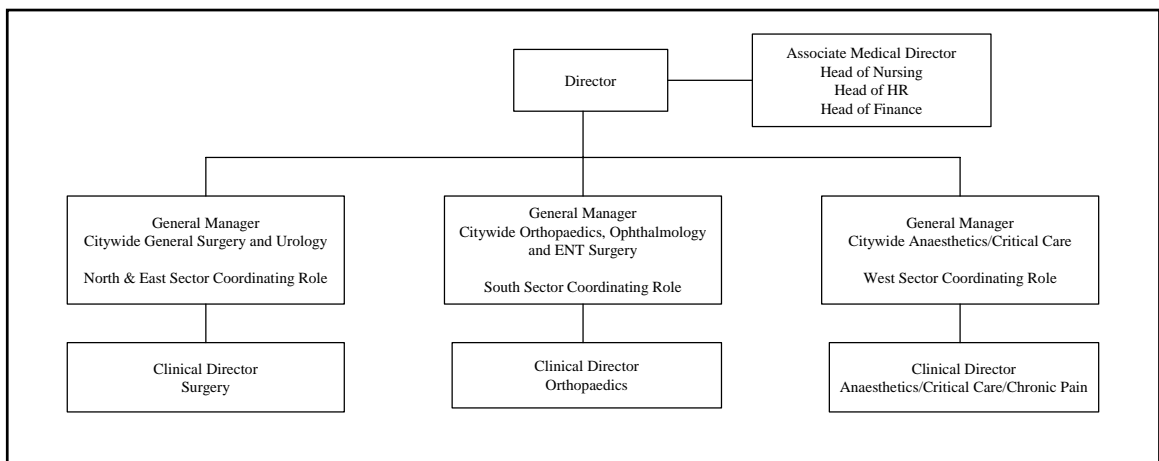 Director
Associate Medical Director
Head of Nursing
Head of HR
Head of Finance
General Manager
Citywide General Surgery and Urology
North & East Sector Coordinating Role
General Manager
Citywide Orthopaedics, Ophthalmology
and ENT Surgery
South Sector Coordinating Role
General Manager
Citywide Anaesthetics/Critical Care
West Sector Coordinating Role
Clinical Director
Surgery
Clinical Director
Orthopaedics
Clinical Director
Anaesthetics/Critical Care/Chronic Pain